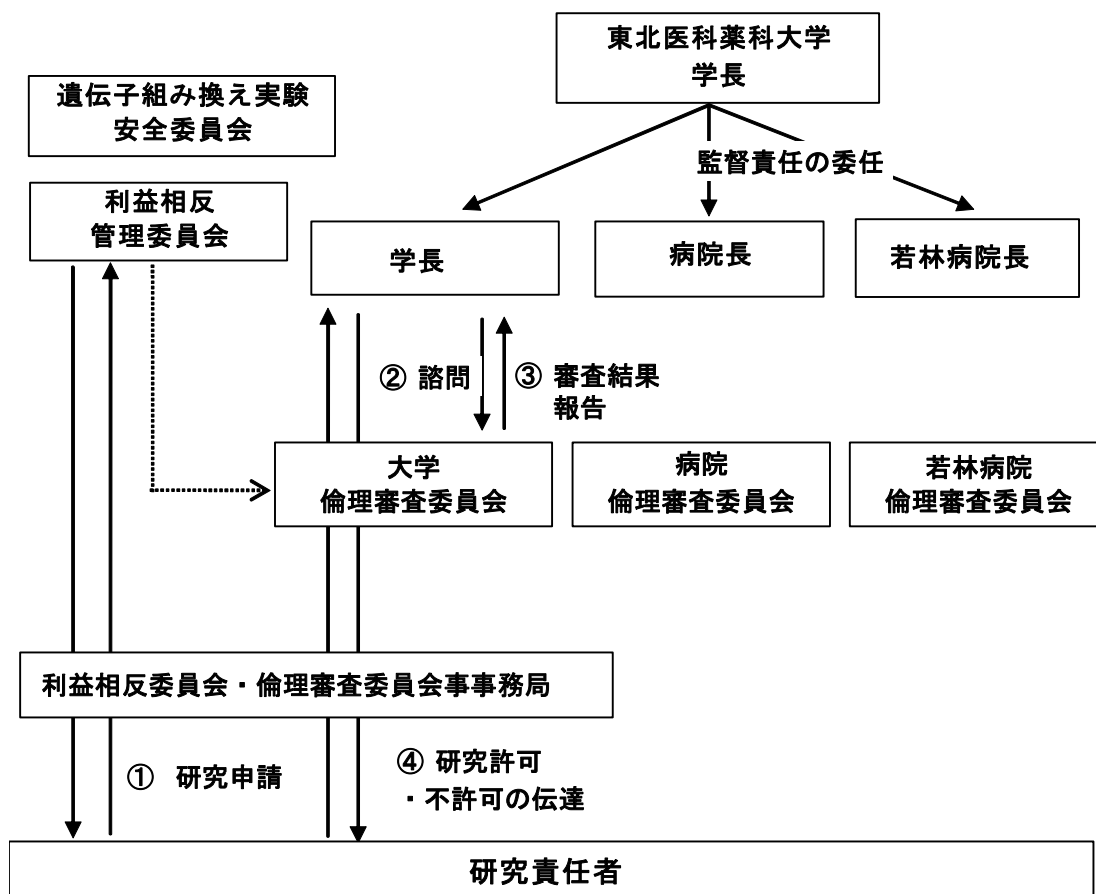 東北医科薬科大学
学長
遺伝子組み換え実験
安全委員会
監督責任の委任
利益相反
管理委員会
学長
病院長
若林病院長
② 諮問
③ 審査結果
報告
大学
倫理審査委員会
病院
倫理審査委員会
若林病院
倫理審査委員会
利益相反委員会・倫理審査委員会事事務局
① 研究申請
④ 研究許可
・不許可の伝達
研究責任者